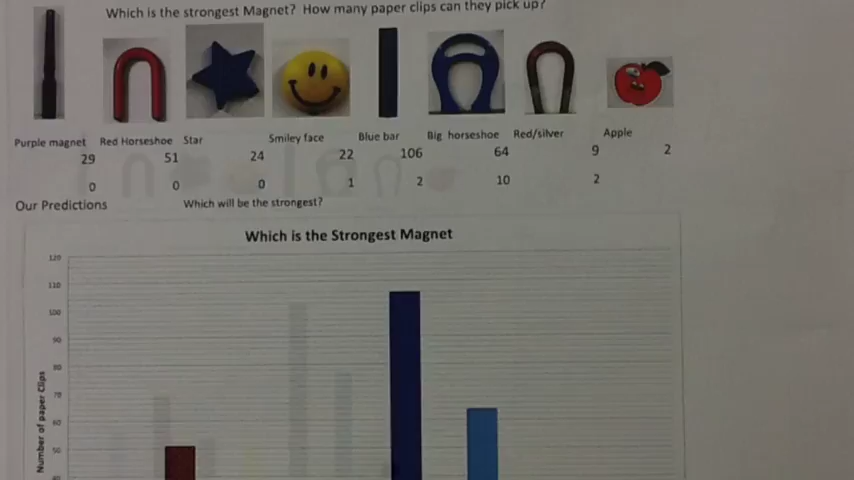 Which is the strongest Magnet? How many paper clips can they pick up?
Purple magnet Red Horseshoe Star Smiley face Blue bar Big horseshoe Red/silver Apple
29 51 24 22 106 64 9 2
0 0 0 1 2 10 2
Our Predictions Which will be the strongest?
Which is the Strongest Magnet
120
110
100
90
80
70
60
50
Number of paper Clips